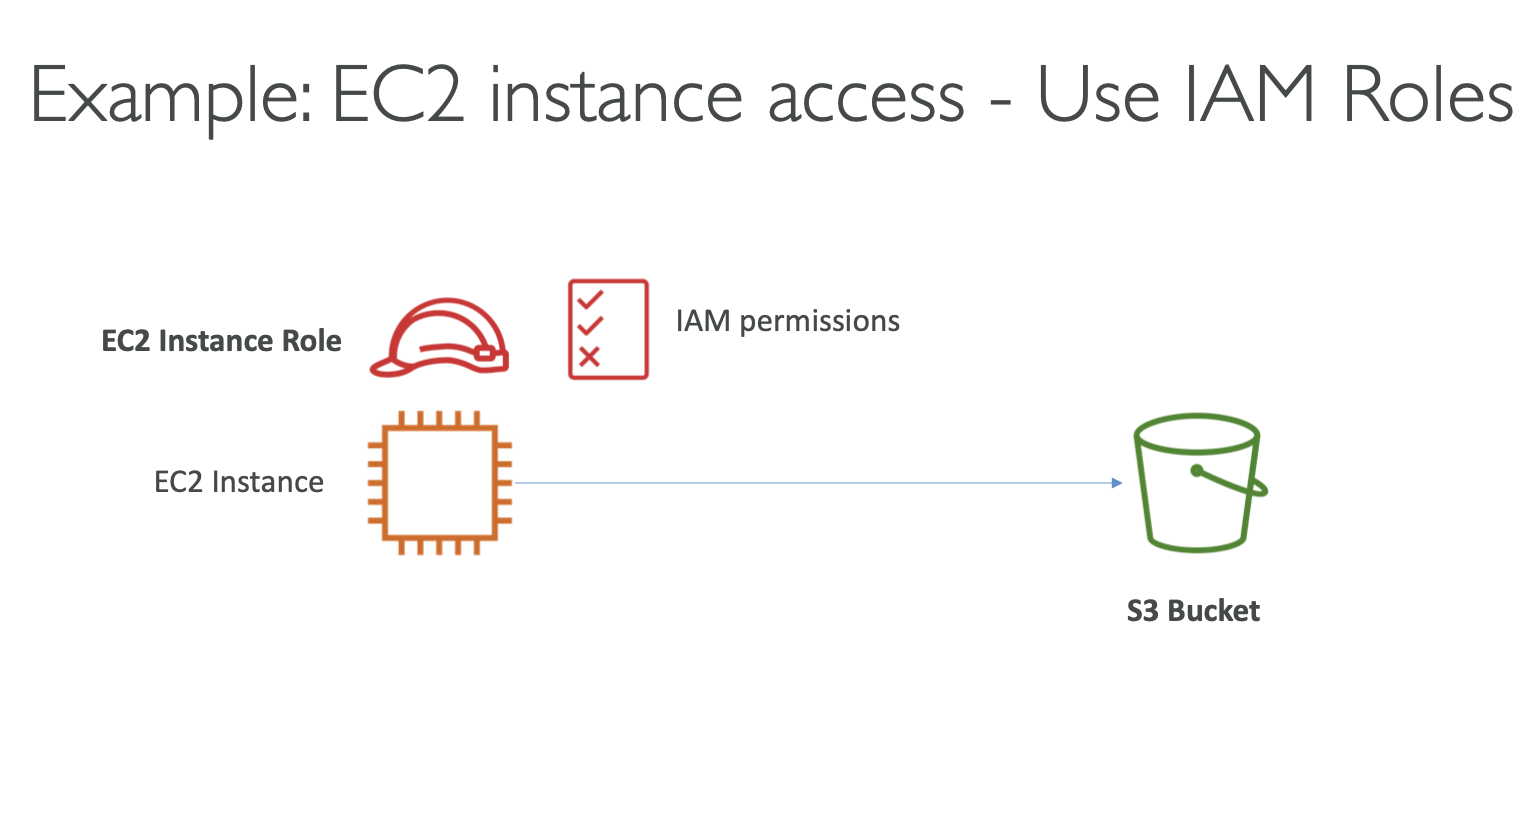 Example: EC2 instance access - Use IAM Roles
IAM permissions
EC2 Instance Role
EC2 Instance
S3 Bucket